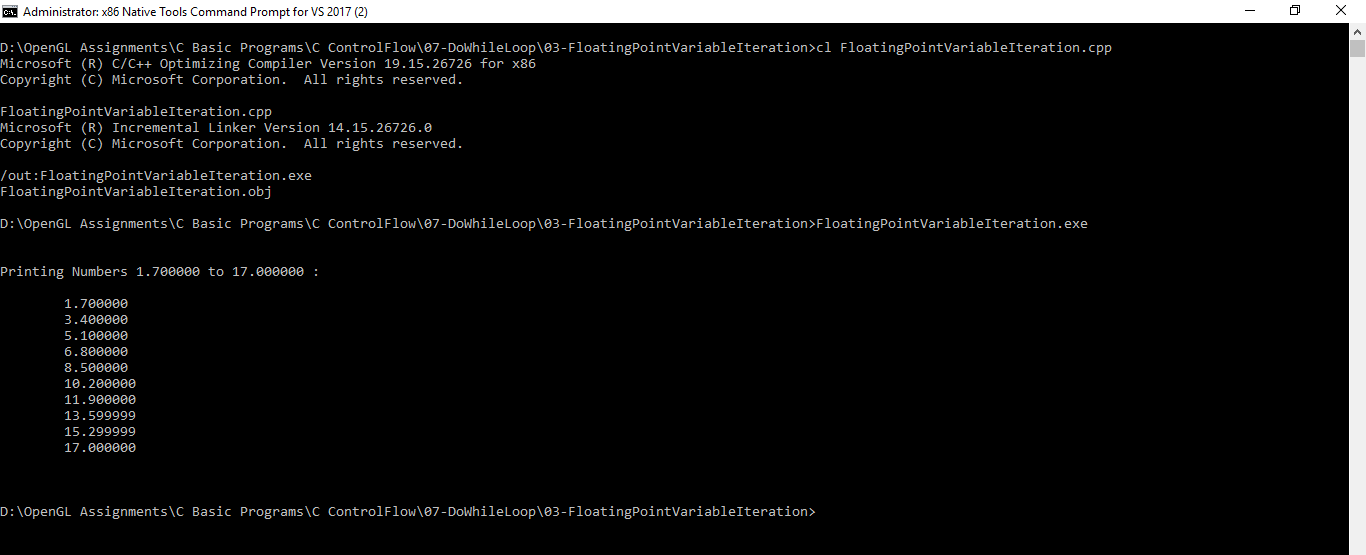 Administrator: x86 Native Tools Command Prompt for VS 2017 (2)
D:\OpenGL Assignments\C Basic Programs\C ControlFlow\07-DoWhileLoop\03-FloatingPointVariableIteration>cl FloatingPointVariableIteration.cpp
Microsoft (R) C/C++ Optimizing Compiler Version 19.15.26726 for x86
Copyright (C) Microsoft Corporation.  All rights reserved.
FloatingPointVariableIteration.cpp
Microsoft (R) Incremental Linker Version 14.15.26726.0
Copyright (C) Microsoft Corporation.  All rights reserved.
/out:FloatingPointVariableIteration.exe
FloatingPointVariableIteration.obj
D:\OpenGL Assignments\C Basic Programs\C ControlFlow\07-DoWhileLoop\03-FloatingPointVariableIteration>FloatingPointVariableIteration.exe
Printing Numbers 1.700000 to 17.000000 :
1.700000
3.400000
5.100000
6.800000
8.500000
10.200000
11.900000
13.599999
15.299999
17.000000
D:\OpenGL Assignments\C Basic Programs\C ControlFlow\07-DoWhileLoop\03-FloatingPointVariableIteration>